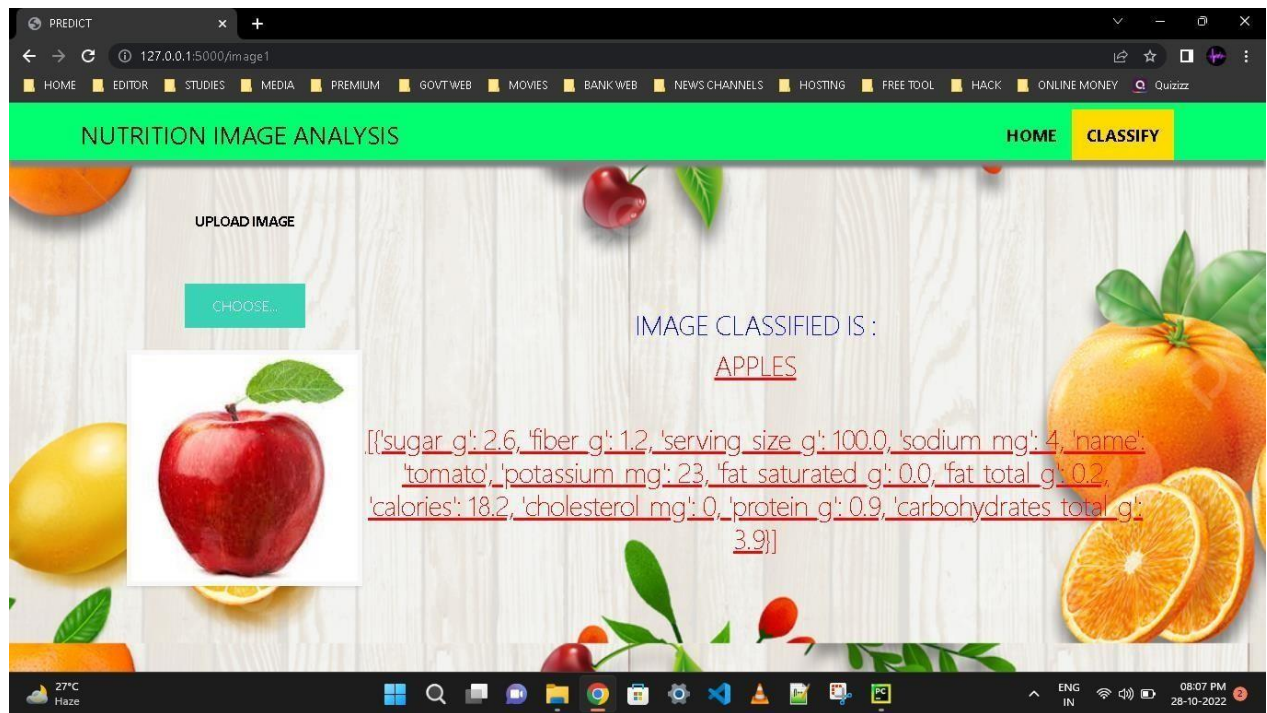 PREDICT
127.0.0.1:5000/image1
HOME EDITOR STUDIES MEDIA PREMIUM GOVT WEB MOVIES BANK WEB NEWS CHANNELS HOSTING FREE TOOL HACK ONLINE MONEY Quizizz
NUTRITION IMAGE ANALYSIS HOME CLASSIFY
UPLOAD IMAGE
CHOOSE...
IMAGE CLASSIFIED IS :
APPLES
[{'sugar_g': 2.6, 'fiber_g': 1.2, 'serving_size_g': 100.0, 'sodium_mg': 4, 'name':
'tomato', 'potassium_mg': 23, 'fat_saturated_g': 0.0, 'fat_total_g': 0.2,
'calories': 18.2, 'cholesterol_mg': 0, 'protein_g': 0.9, 'carbohydrates_total_g':
3.9}]
27°C
Haze
PC
ENG
IN
08:07 PM
28-10-2022
2